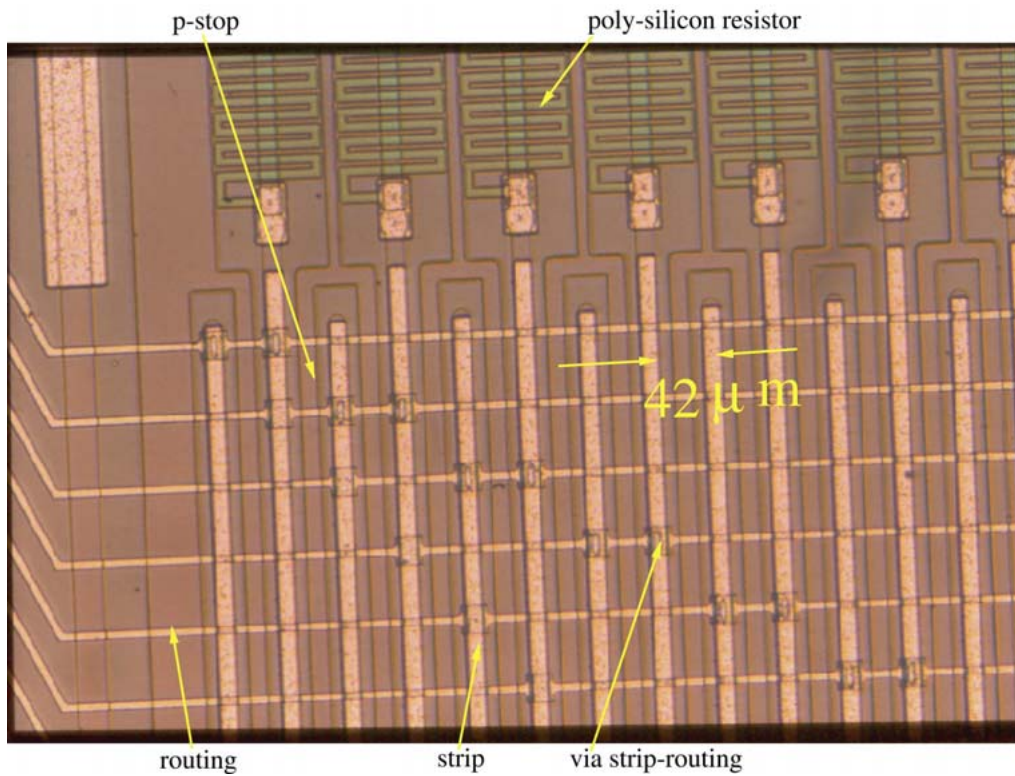 p-stop
poly-silicon resistor
42 μ m
routing
strip
via strip-routing